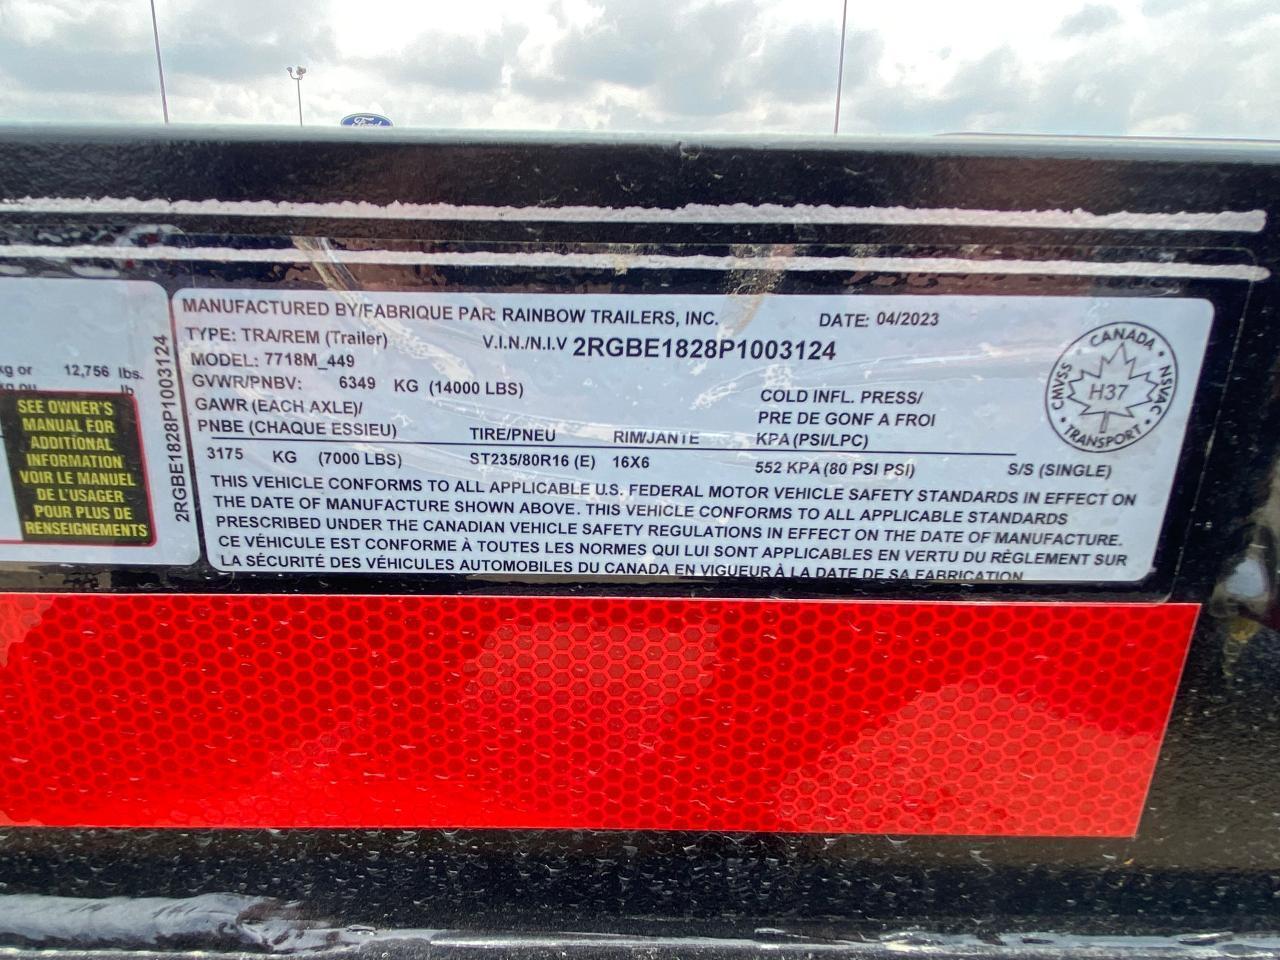 Ford
kg or 12,756 lbs.
kg ou lb
SEE OWNER'S
MANUAL FOR
ADDITIONAL
INFORMATION
VOIR LE MANUEL
DE L'USAGER
POUR PLUS DE
RENSEIGNEMENTS
2RGBE1828P1003124
MANUFACTURED BY/FABRIQUE PAR: RAINBOW TRAILERS, INC. DATE: 04/2023
TYPE: TRA/REM (Trailer) V.I.N./N.I.V 2RGBE1828P1003124
MODEL: 7718M_449
GVWR/PNBV: 6349 KG (14000 LBS)
GAWR (EACH AXLE)/ COLD INFL. PRESS/
PNBE (CHAQUE ESSIEU) TIRE/PNEU RIM/JANTE PRE DE GONF A FROI
KPA (PSI/LPC)
3175 KG (7000 LBS) ST235/80R16 (E) 16X6 552 KPA (80 PSI PSI) S/S (SINGLE)
THIS VEHICLE CONFORMS TO ALL APPLICABLE U.S. FEDERAL MOTOR VEHICLE SAFETY STANDARDS IN EFFECT ON
THE DATE OF MANUFACTURE SHOWN ABOVE. THIS VEHICLE CONFORMS TO ALL APPLICABLE STANDARDS
PRESCRIBED UNDER THE CANADIAN VEHICLE SAFETY REGULATIONS IN EFFECT ON THE DATE OF MANUFACTURE.
CE VÉHICULE EST CONFORME À TOUTES LES NORMES QUI LUI SONT APPLICABLES EN VERTU DU RÈGLEMENT SUR
LA SÉCURITÉ DES VÉHICULES AUTOMOBILES DU CANADA EN VIGUEUR À LA DATE DE SA FABRICATION
CANADA
CMVSS H37 NSVAC
TRANSPORT